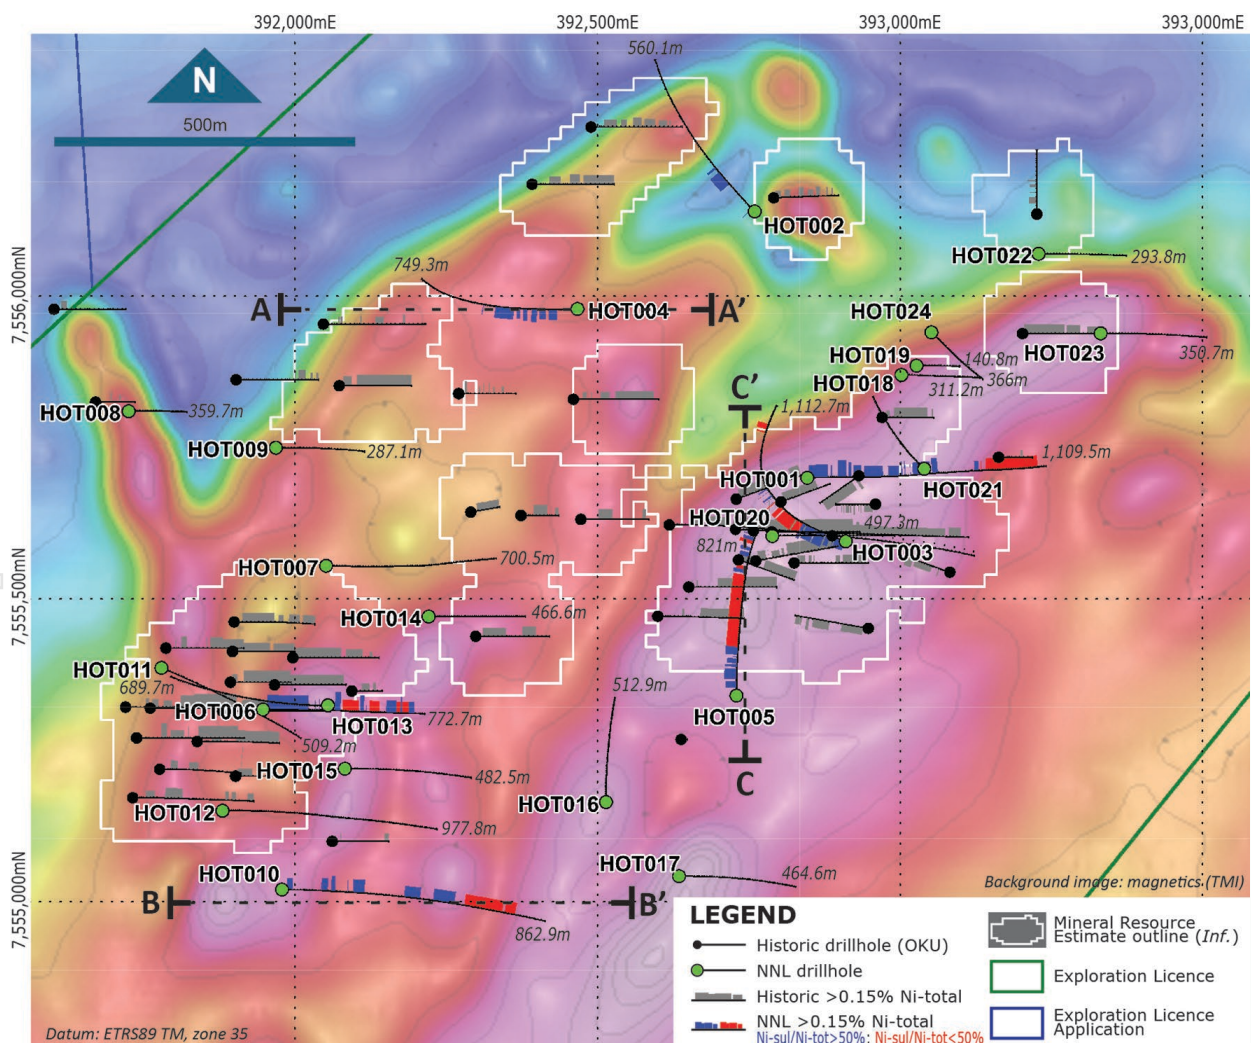 392,000mE
392,500mE
393,000mE
393,000mE
560.1m
N
500m
HOT002
HOT022
293.8m
7,556,000mN
749.3m
A
HOT004
A’
HOT024
HOT023
350.7m
HOT019
140.8m
HOT018
366m
311.2m
HOT008
359.7m
C’
1,112.7m
HOT009
287.1m
HOT001
1,109.5m
HOT021
HOT020
497.3m
821m
HOT003
HOT007
700.5m
7,555,500mN
HOT014
466.6m
HOT011
689.7m
HOT006
HOT013
772.7m
512.9m
HOT005
509.2m
HOT015
482.5m
C
HOT016
HOT012
977.8m
HOT010
HOT017
464.6m
Background image: magnetics (TMI)
7,555,000mN
B
B’
862.9m
LEGEND
Historic drillhole (OKU)
NNL drillhole
Historic >0.15% Ni-total
NNL >0.15% Ni-total
Ni-sul/Ni-tot>50%; Ni-sul/Ni-tot<50%
Mineral Resource
Estimate outline (Inf.)
Exploration Licence
Exploration Licence
Application
Datum: ETRS89 TM, zone 35